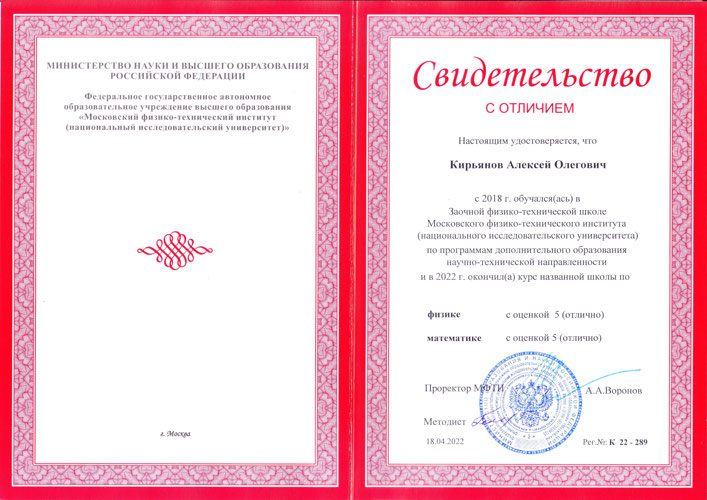 МИНИСТЕРСТВО НАУКИ И ВЫСШЕГО ОБРАЗОВАНИЯ
РОССИЙСКОЙ ФЕДЕРАЦИИ
Федеральное государственное автономное
образовательное учреждение высшего образования
«Московский физико-технический институт
(национальный исследовательский университет)»
г. Москва
Свидетельство
С ОТЛИЧИЕМ
Настоящим удостоверяется, что
Кирьянов Алексей Олегович
с 2018 г. обучался(ась) в
Заочной физико-технической школе
Московского физико-технического института
(национального исследовательского университета)
по программам дополнительного образования
научно-технической направленности
и в 2022 г. окончил(а) курс названной школы по
физике с оценкой 5 (отлично)
математике с оценкой 5 (отлично)
Проректор МФТИ А.А.Воронов
Методист
18.04.2022 Рег.№: К 22 - 289